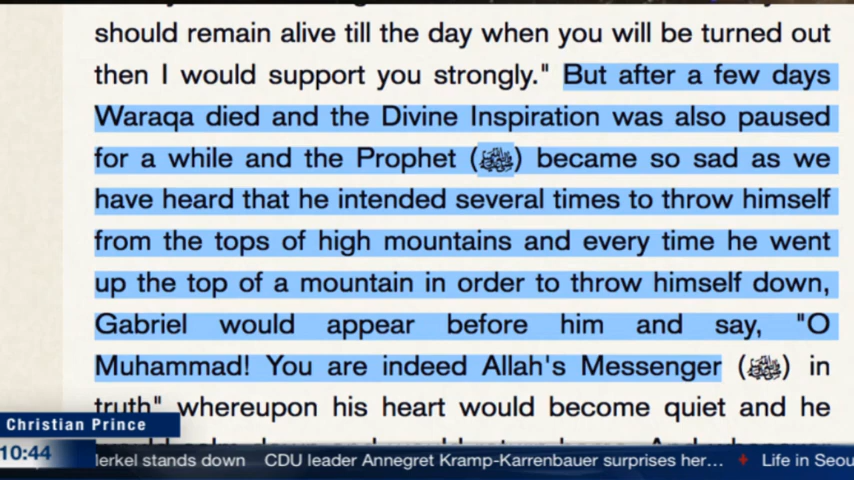 should remain alive till the day when you will be turned out
then I would support you strongly." But after a few days
Waraqa died and the Divine Inspiration was also paused
for a while and the Prophet (ﷺ) became so sad as we
have heard that he intended several times to throw himself
from the tops of high mountains and every time he went
up the top of a mountain in order to throw himself down,
Gabriel would appear before him and say, "O
Muhammad! You are indeed Allah's Messenger (ﷺ) in
truth" whereupon his heart would become quiet and he
Christian Prince
10:44
stands down CDU leader Annegret Kramp-Karrenbauer surprises her... Life in